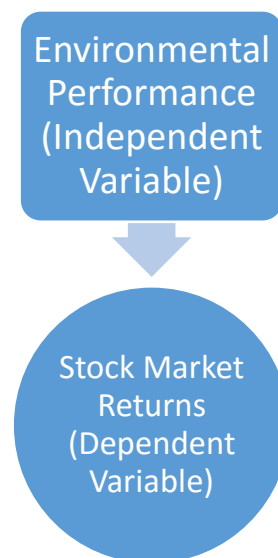 Environmental
Performance
(Independent
Variable)
Stock Market
Returns
(Dependent
Variable)